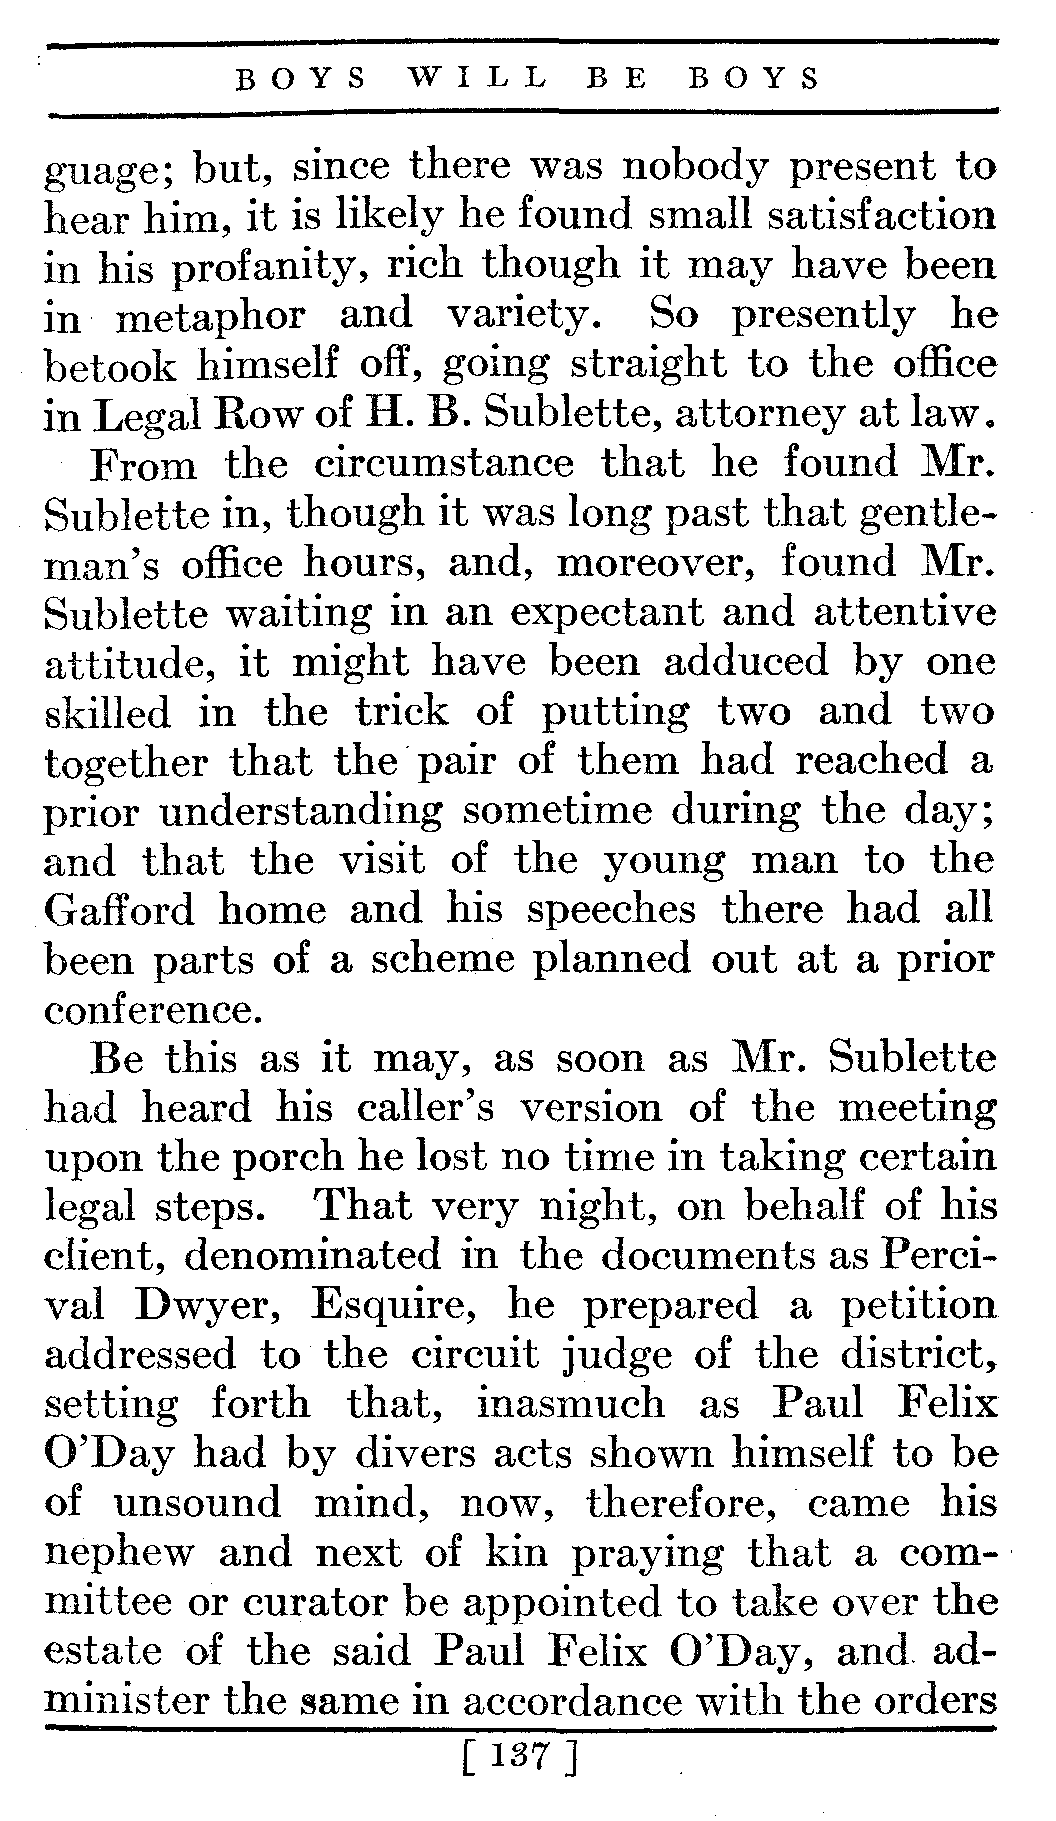 BOYS WILL BE BOYS
guage; but, since there was nobody present to
hear him, it is likely he found small satisfaction
in his profanity, rich though it may have been
in metaphor and variety. So presently he
betook himself off, going straight to the office
in Legal Row of H. B. Sublette, attorney at law.
From the circumstance that he found Mr.
Sublette in, though it was long past that gentle-
man's office hours, and, moreover, found Mr.
Sublette waiting in an expectant and attentive
attitude, it might have been adduced by one
skilled in the trick of putting two and two
together that the pair of them had reached a
prior understanding sometime during the day;
and that the visit of the young man to the
Gafford home and his speeches there had all
been parts of a scheme planned out at a prior
conference.
Be this as it may, as soon as Mr. Sublette
had heard his caller's version of the meeting
upon the porch he lost no time in taking certain
legal steps. That very night, on behalf of his
client, denominated in the documents as Perci-
val Dwyer, Esquire, he prepared a petition
addressed to the circuit judge of the district,
setting forth that, inasmuch as Paul Felix
O'Day had by divers acts shown himself to be
of unsound mind, now, therefore, came his
nephew and next of kin praying that a com-
mittee or curator be appointed to take over the
estate of the said Paul Felix O'Day, and ad-
minister the same in accordance with the orders
[ 137 ]